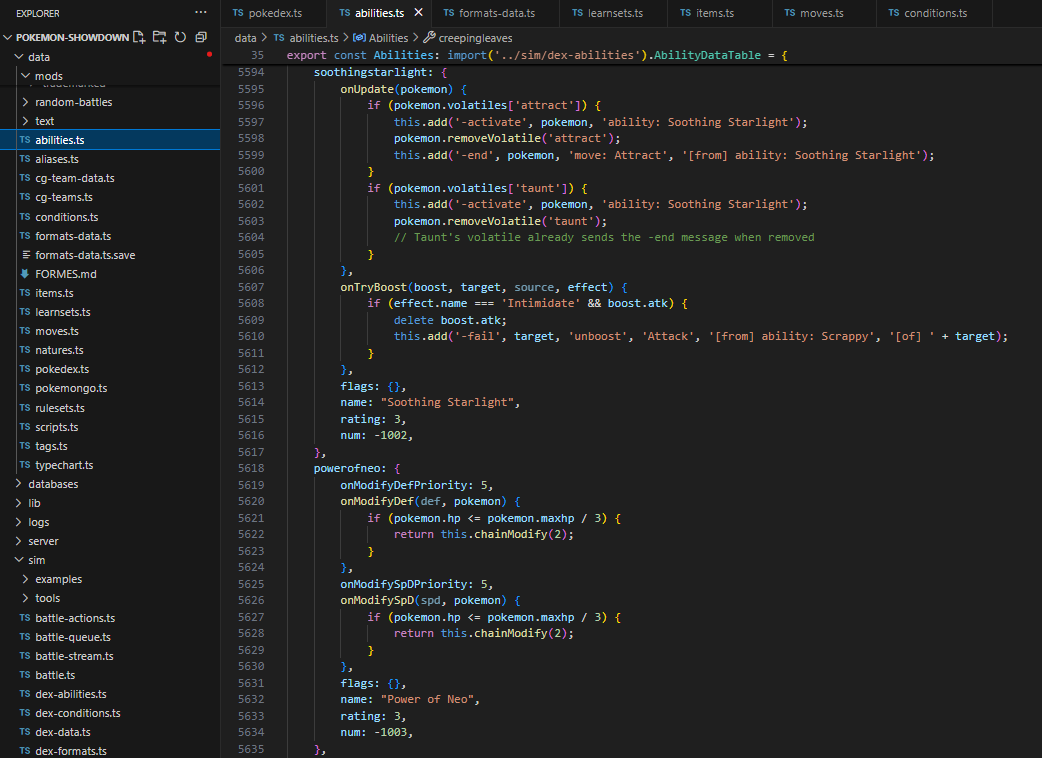 EXPLORER
···
POKEMON-SHOWDOWN
data
mods
trademarked
random-battles
text
TS abilities.ts
TS aliases.ts
TS cg-team-data.ts
TS cg-teams.ts
TS conditions.ts
TS formats-data.ts
formats-data.ts.save
FORMES.md
TS items.ts
TS learnsets.ts
TS moves.ts
TS natures.ts
TS pokedex.ts
TS pokemongo.ts
TS rulesets.ts
TS scripts.ts
TS tags.ts
TS typechart.ts
databases
lib
logs
server
sim
examples
tools
TS battle-actions.ts
TS battle-queue.ts
TS battle-stream.ts
TS battle.ts
TS dex-abilities.ts
TS dex-conditions.ts
TS dex-data.ts
TS dex-formats.ts
TS pokedex.ts TS abilities.ts TS formats-data.ts TS learnsets.ts TS items.ts TS moves.ts TS conditions.ts
data > TS abilities.ts > Abilities > creepingleaves
35 export const Abilities: import('../sim/dex-abilities').AbilityDataTable = {
5594 soothingstarlight: {
5595 onUpdate(pokemon) {
5596 if (pokemon.volatiles['attract']) {
5597 this.add('-activate', pokemon, 'ability: Soothing Starlight');
5598 pokemon.removeVolatile('attract');
5599 this.add('-end', pokemon, 'move: Attract', '[from] ability: Soothing Starlight');
5600 }
5601 if (pokemon.volatiles['taunt']) {
5602 this.add('-activate', pokemon, 'ability: Soothing Starlight');
5603 pokemon.removeVolatile('taunt');
5604 // Taunt's volatile already sends the -end message when removed
5605 }
5606 },
5607 onTryBoost(boost, target, source, effect) {
5608 if (effect.name === 'Intimidate' && boost.atk) {
5609 delete boost.atk;
5610 this.add('-fail', target, 'unboost', 'Attack', '[from] ability: Scrappy', '[of] ' + target);
5611 }
5612 },
5613 flags: {},
5614 name: "Soothing Starlight",
5615 rating: 3,
5616 num: -1002,
5617 },
5618 powerofneo: {
5619 onModifyDefPriority: 5,
5620 onModifyDef(def, pokemon) {
5621 if (pokemon.hp <= pokemon.maxhp / 3) {
5622 return this.chainModify(2);
5623 }
5624 },
5625 onModifySpDPriority: 5,
5626 onModifySpD(spd, pokemon) {
5627 if (pokemon.hp <= pokemon.maxhp / 3) {
5628 return this.chainModify(2);
5629 }
5630 },
5631 flags: {},
5632 name: "Power of Neo",
5633 rating: 3,
5634 num: -1003,
5635 },